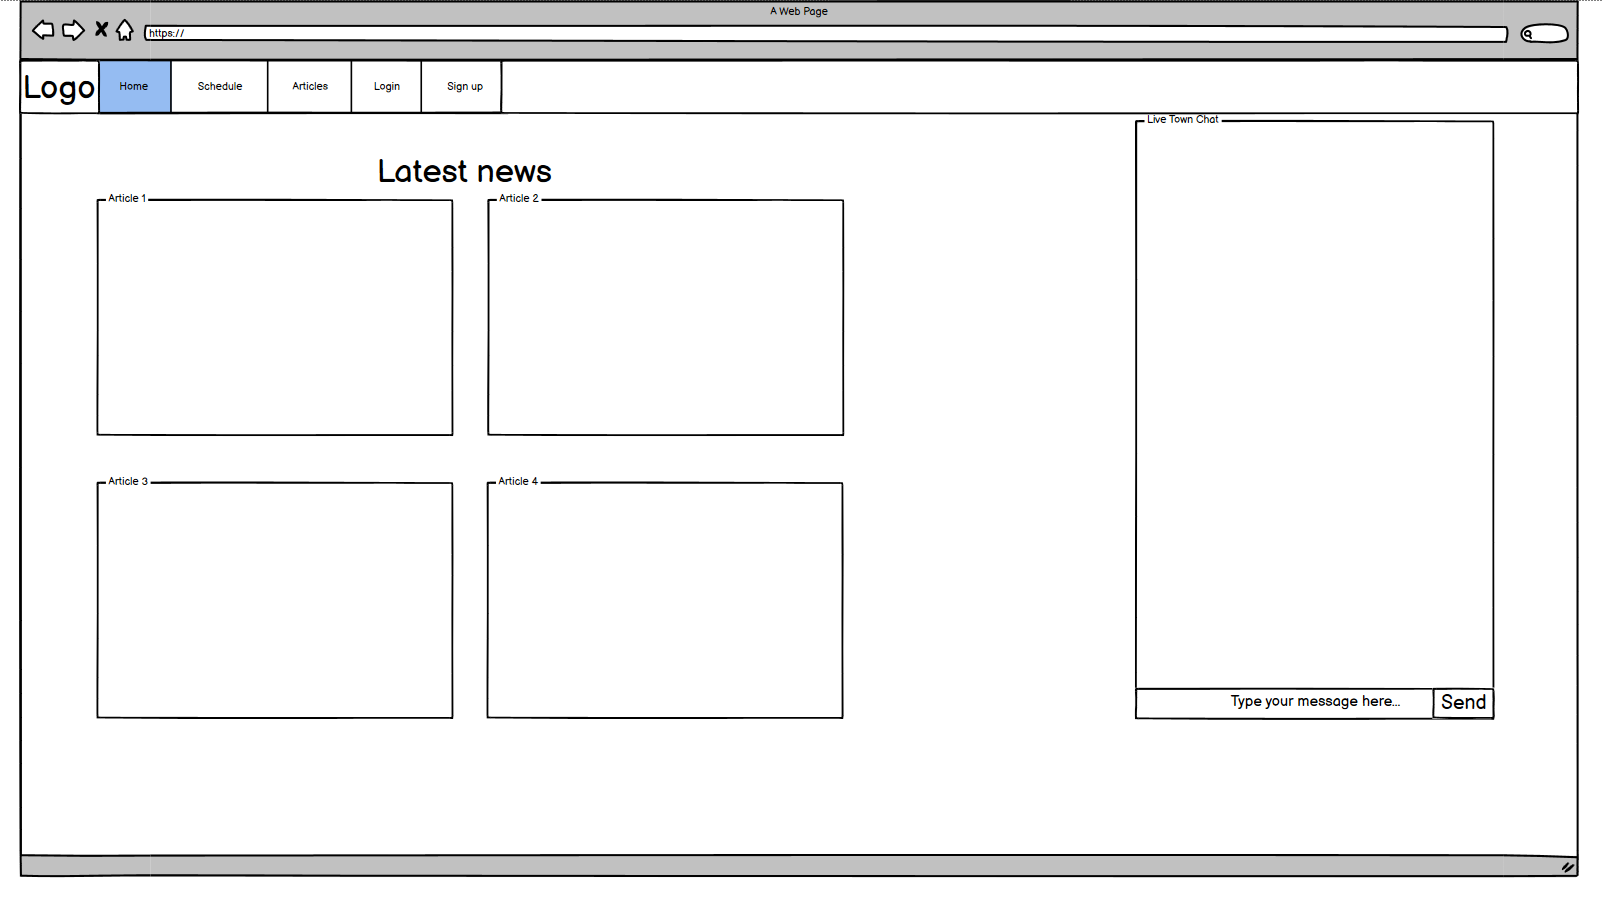 A Web Page
https://
Logo
Home
Schedule
Articles
Login
Sign up
Live Town Chat
Latest news
Article 1
Article 2
Article 3
Article 4
Type your message here...
Send